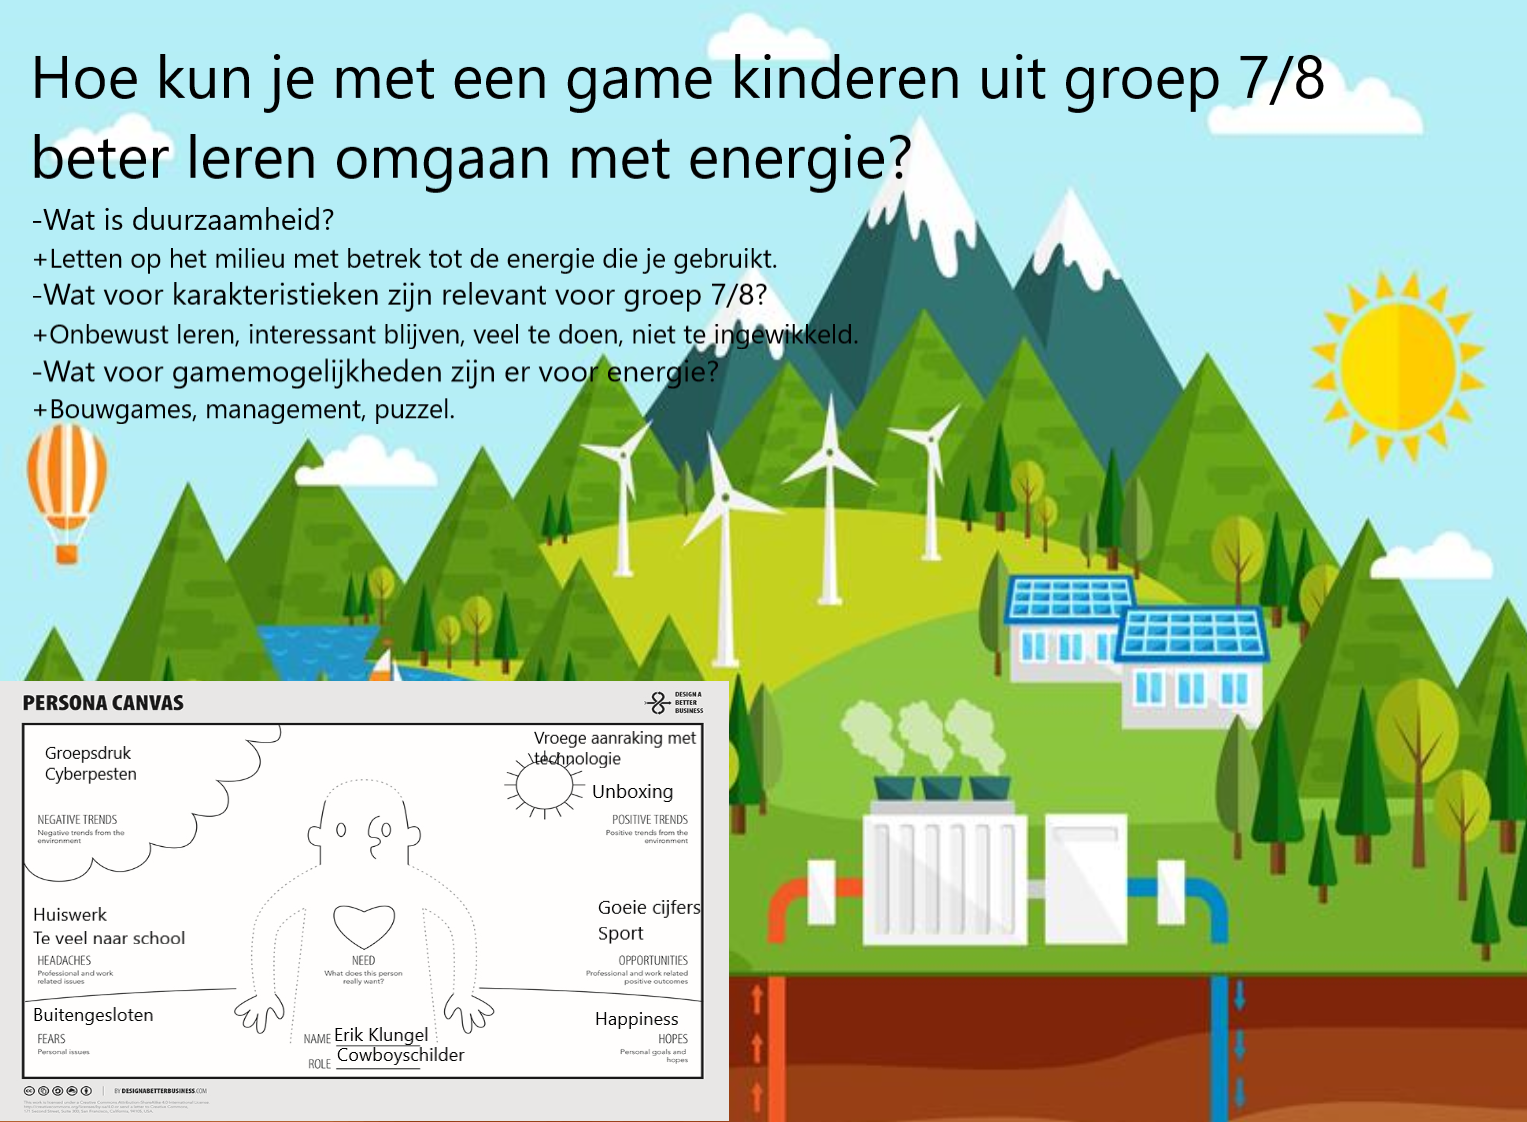 Hoe kun je met een game kinderen uit groep 7/8
beter leren omgaan met energie?
-Wat is duurzaamheid?
+Letten op het milieu met betrek tot de energie die je gebruikt.
-Wat voor karakteristieken zijn relevant voor groep 7/8?
+Onbewust leren, interessant blijven, veel te doen, niet te ingewikkeld.
-Wat voor gamemogelijkheden zijn er voor energie?
+Bouwgames, management, puzzel.
PERSONA CANVAS
DESIGN A
BETTER
BUSINESS
Groepsdruk
Cyberpesten
NEGATIVE TRENDS
Negative trends from the
environment
Vroege aanraking met
technologie
Unboxing
POSITIVE TRENDS
Positive trends from the
environment
Huiswerk
Te veel naar school
HEADACHES
Professional and work
related issues
NEED
What does this person
really want?
Goeie cijfers
Sport
OPPORTUNITIES
Professional and work related
positive outcomes
Buitengesloten
FEARS
Personal issues
NAME Erik Klungel
ROLE Cowboyschilder
Happiness
HOPES
Personal goals and
hopes
BY DESIGNABETTERBUSINESS.COM